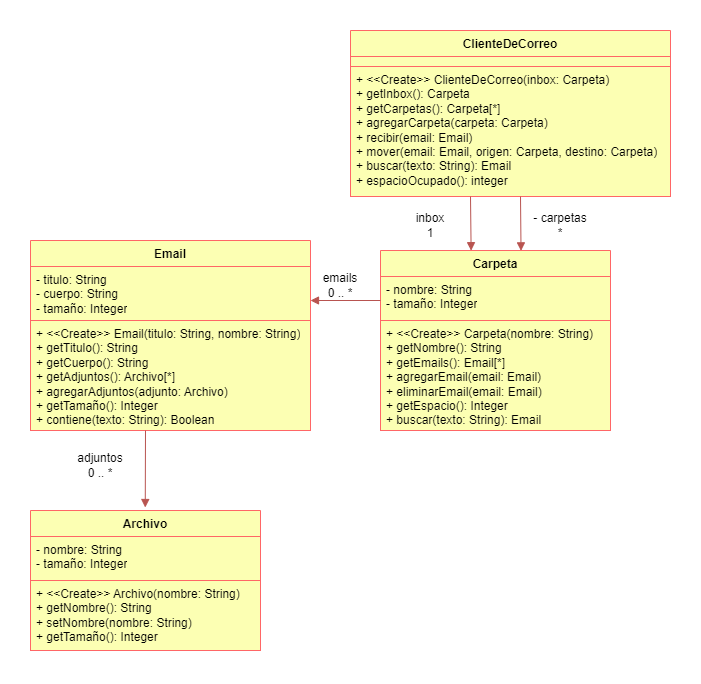 ClienteDeCorreo
+ <<Create>> ClienteDeCorreo(inbox: Carpeta)
+ getInbox(): Carpeta
+ getCarpetas(): Carpeta[*]
+ agregarCarpeta(carpeta: Carpeta)
+ recibir(email: Email)
+ mover(email: Email, origen: Carpeta, destino: Carpeta)
+ buscar(texto: String): Email
+ espacioOcupado(): integer
inbox
1
- carpetas
*
Email
- titulo: String
- cuerpo: String
- tamaño: Integer
+ <<Create>> Email(titulo: String, nombre: String)
+ getTitulo(): String
+ getCuerpo(): String
+ getAdjuntos(): Archivo[*]
+ agregarAdjuntos(adjunto: Archivo)
+ getTamaño(): Integer
+ contiene(texto: String): Boolean
emails
0 .. *
Carpeta
- nombre: String
- tamaño: Integer
+ <<Create>> Carpeta(nombre: String)
+ getNombre(): String
+ getEmails(): Email[*]
+ agregarEmail(email: Email)
+ eliminarEmail(email: Email)
+ getEspacio(): Integer
+ buscar(texto: String): Email
adjuntos
0 .. *
Archivo
- nombre: String
- tamaño: Integer
+ <<Create>> Archivo(nombre: String)
+ getNombre(): String
+ setNombre(nombre: String)
+ getTamaño(): Integer